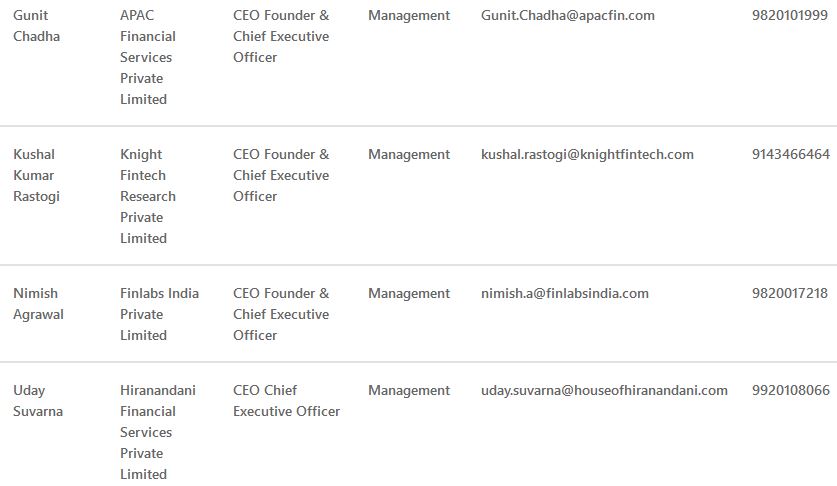 Gunit Chadha
APAC Financial Services Private Limited
CEO Founder & Chief Executive Officer
Management
Gunit.Chadha@apacfin.com
9820101999
Kushal Kumar Rastogi
Knight Fintech Research Private Limited
CEO Founder & Chief Executive Officer
Management
kushal.rastogi@knightfintech.com
9143466464
Nimish Agrawal
Finlabs India Private Limited
CEO Founder & Chief Executive Officer
Management
nimish.a@finlabsindia.com
9820017218
Uday Suvarna
Hiranandani Financial Services Private Limited
CEO Chief Executive Officer
Management
uday.suvarna@houseofhiranandani.com
9920108066